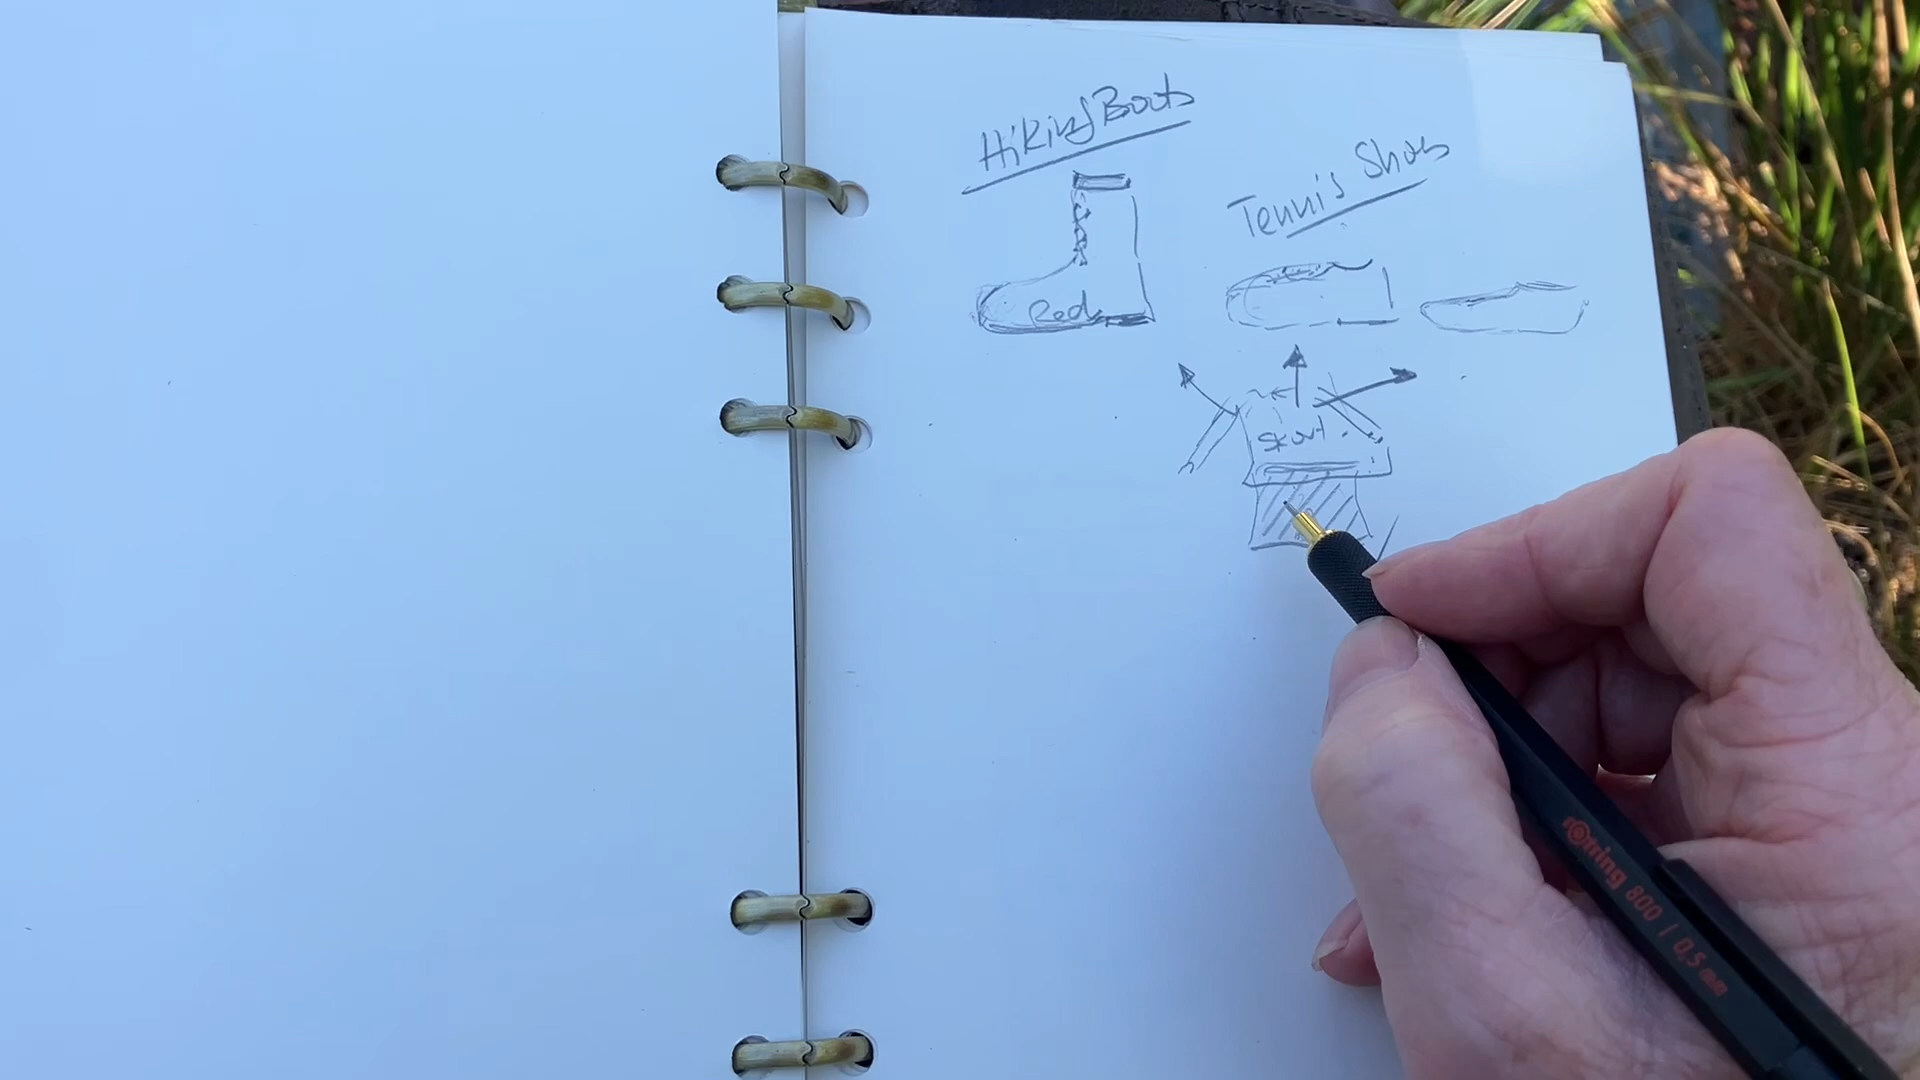 Hiking Boots
Tennis Shoes
Red
Skort
rOtring 800 | 0,5 mm